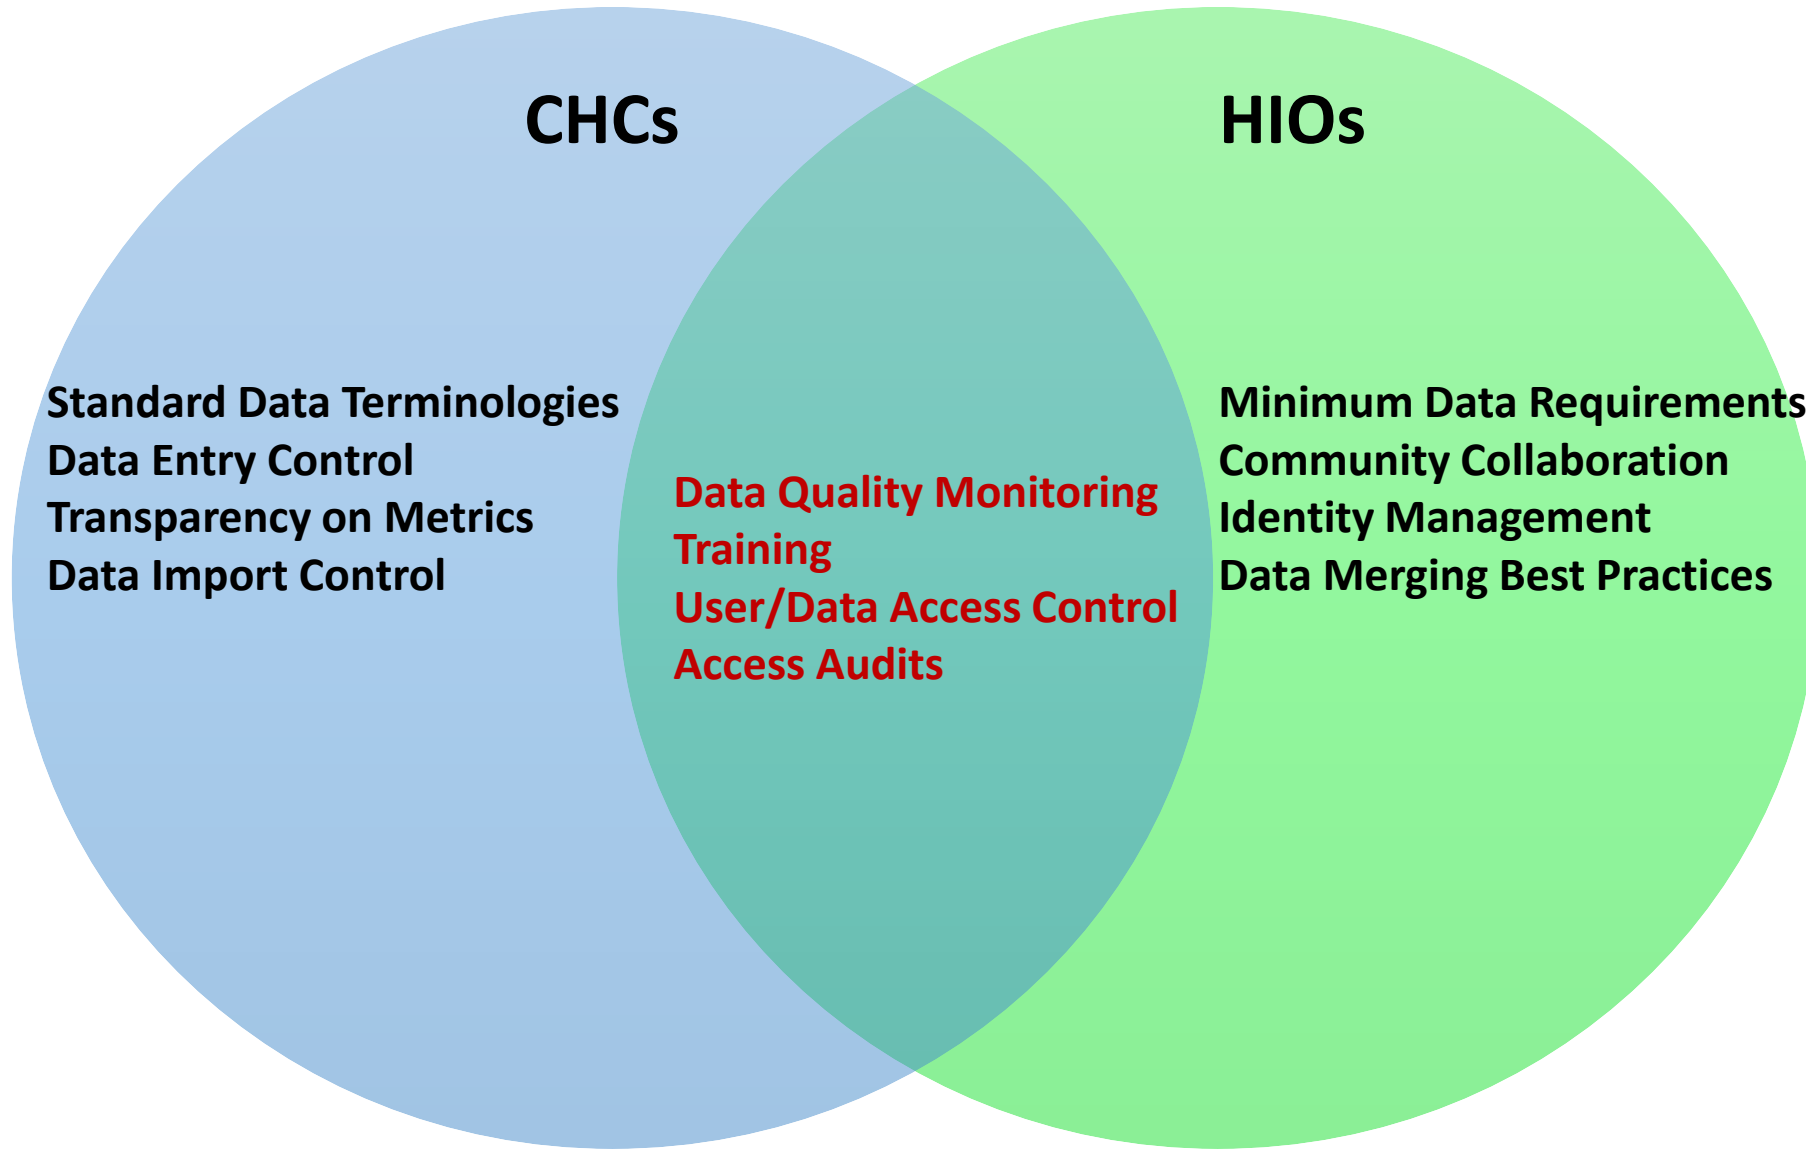 CHCs
HIOs
Standard Data Terminologies
Data Entry Control
Transparency on Metrics
Data Import Control
Data Quality Monitoring
Training
User/Data Access Control
Access Audits
Minimum Data Requirements
Community Collaboration
Identity Management
Data Merging Best Practices